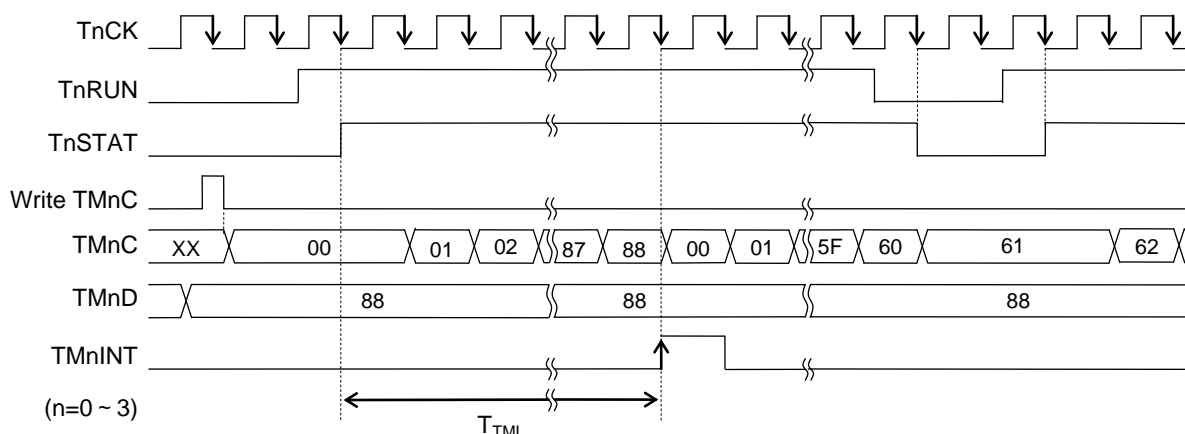 TnCK
TnRUN
TnSTAT
Write TMnC
TMnC XX 00 01 02 87 88 00 01 5F 60 61 62
TMnD 88 88 88
TMnINT
(n=0 ~ 3)
TTMI